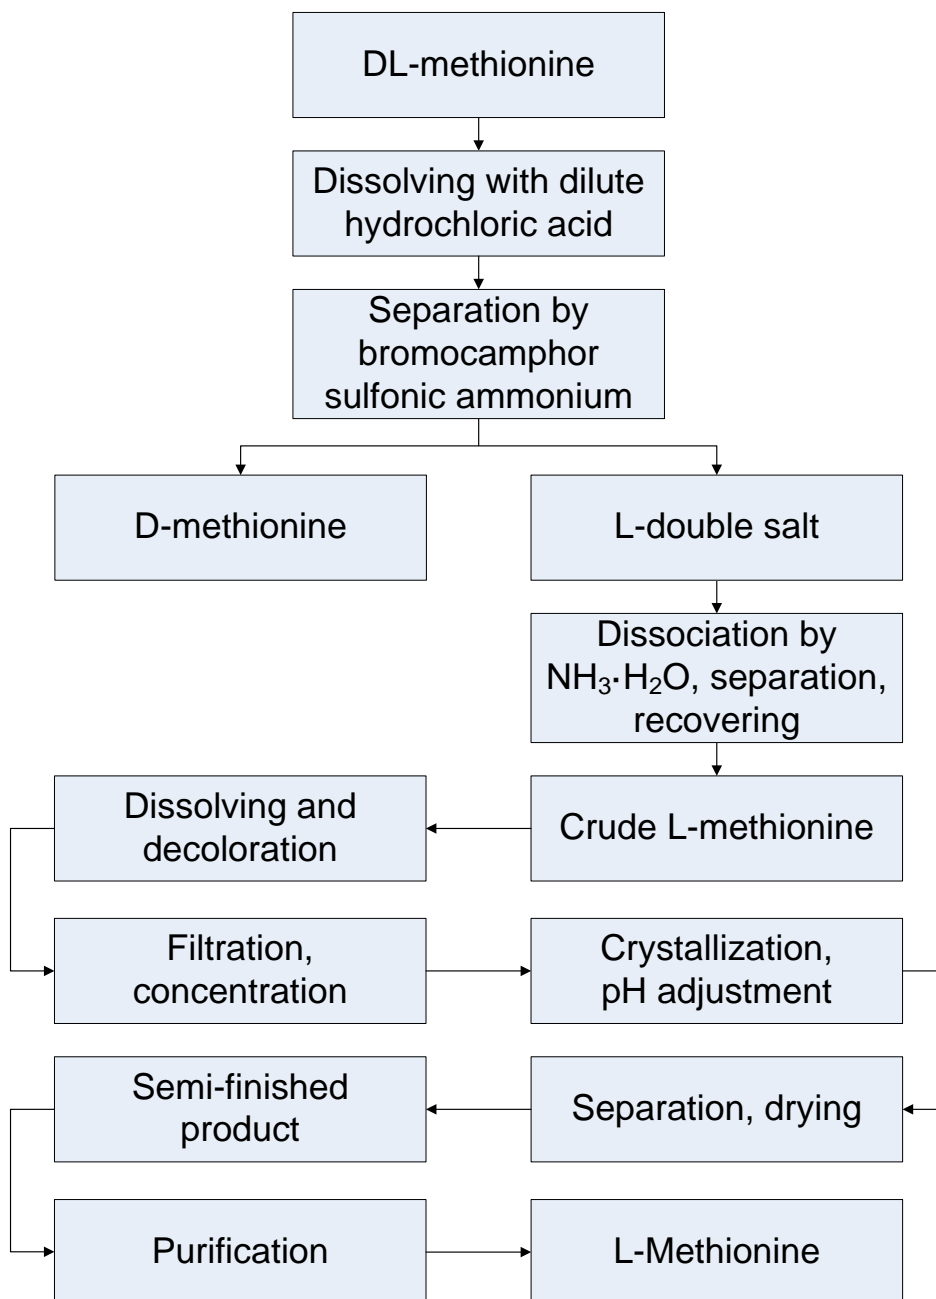 DL-methionine
Dissolving with dilute
hydrochloric acid
Separation by
bromocamphor
sulfonic ammonium
D-methionine
L-double salt
Dissociation by
NH₃·H₂O, separation,
recovering
Crude L-methionine
Dissolving and
decoloration
Filtration,
concentration
Crystallization,
pH adjustment
Separation, drying
Semi-finished
product
Purification
L-Methionine